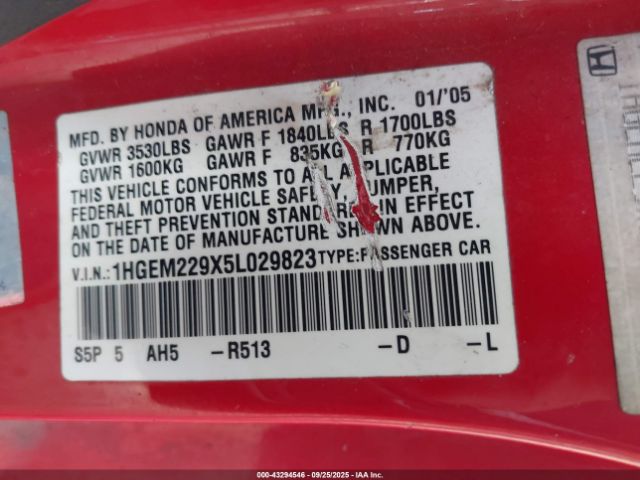 MFD. BY HONDA OF AMERICA MFG., INC. 01/'05
GVWR 3530LBS GAWR F 1840LBS R 1700LBS
GVWR 1600KG GAWR F 835KG R 770KG
THIS VEHICLE CONFORMS TO ALL APPLICABLE
FEDERAL MOTOR VEHICLE SAFETY, BUMPER,
AND THEFT PREVENTION STANDARDS IN EFFECT
ON THE DATE OF MANUFACTURE SHOWN ABOVE.
V.I.N.: 1HGEM229X5L029823 TYPE: PASSENGER CAR
S5P 5 AH5 -R513 -D -L
000-43294546 - 09/25/2025 - IAA Inc.